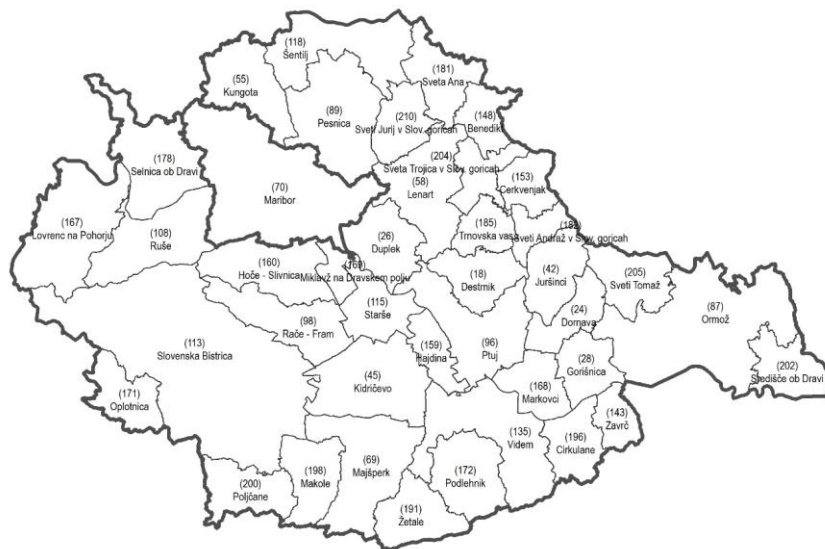 (118)
Šentilj
(181)
Sveta Ana
(55)
Kungota
(89)
Pesnica
(210)
Sveti Jurij v Slov. goricah
(148)
Benedikt
(204)
Sveta Trojica v Slov. goricah
(178)
Selnica ob Dravi
(153)
Cerkvenjak
(58)
Lenart
(70)
Maribor
(167)
Lovrenc na Pohorju
(108)
Ruše
(26)
Duplek
(185)
Trnovska vas
(182)
Sveti Andraž v Slov. goricah
(160)
Hoče - Slivnica
(169)
Miklavž na Dravskem polju
(18)
Destrnik
(42)
Juršinci
(205)
Sveti Tomaž
(87)
Ormož
(115)
Starše
(24)
Dornava
(98)
Rače - Fram
(113)
Slovenska Bistrica
(159)
Hajdina
(96)
Ptuj
(28)
Gorišnica
(202)
Središče ob Dravi
(171)
Oplotnica
(45)
Kidričevo
(168)
Markovci
(143)
Zavrč
(135)
Videm
(196)
Cirkulane
(200)
Poljčane
(198)
Makole
(69)
Majšperk
(172)
Podlehnik
(191)
Žetale